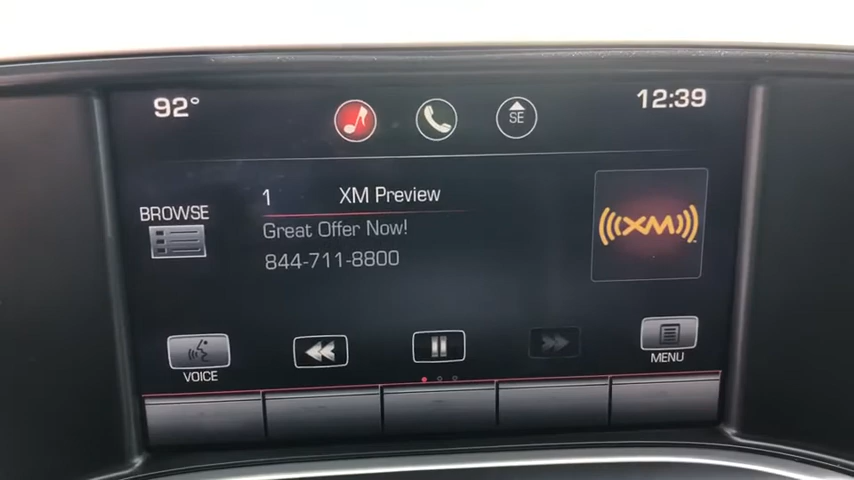 92°
SE
12:39
1 XM Preview
BROWSE
Great Offer Now!
844-711-8800
XM
VOICE
MENU